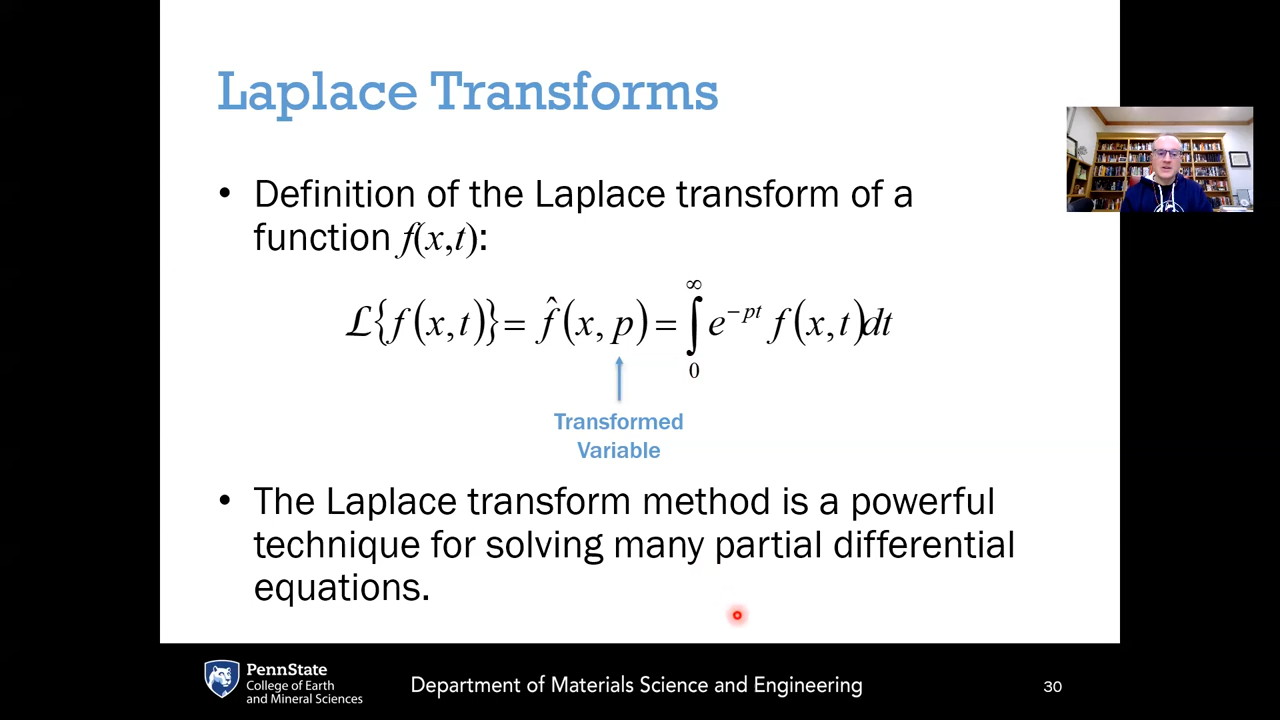 Laplace Transforms
• Definition of the Laplace transform of a
function f(x,t):
ℒ{f(x,t)} = f̂(x, p) = ∫₀^∞ e^{−pt} f(x,t)dt
Transformed
Variable
• The Laplace transform method is a powerful
technique for solving many partial differential
equations.
PennState
College of Earth
and Mineral Sciences
Department of Materials Science and Engineering
30